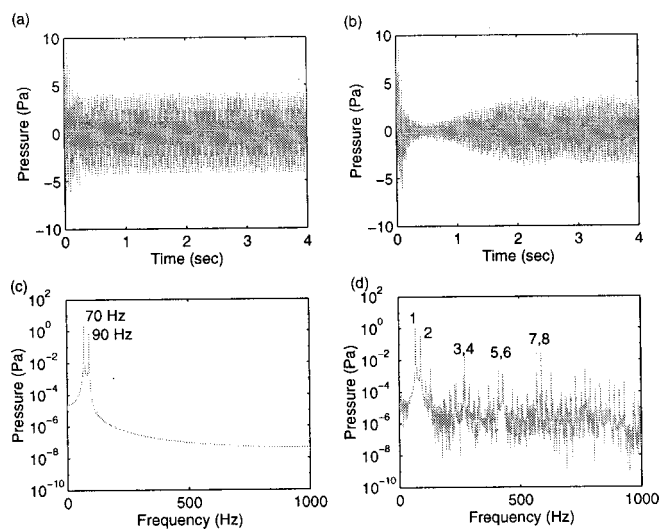 (a)
10
5
0
−5
−10
Pressure (Pa)
0 1 2 3 4
Time (sec)
(b)
10
5
0
−5
−10
Pressure (Pa)
0 1 2 3 4
Time (sec)
(c)
10^2
10^0
10^−2
10^−4
10^−6
10^−8
10^−10
Pressure (Pa)
70 Hz
90 Hz
0 500 1000
Frequency (Hz)
(d)
10^2
10^0
10^−2
10^−4
10^−6
10^−8
10^−10
Pressure (Pa)
1
2
3,4
5,6
7,8
0 500 1000
Frequency (Hz)